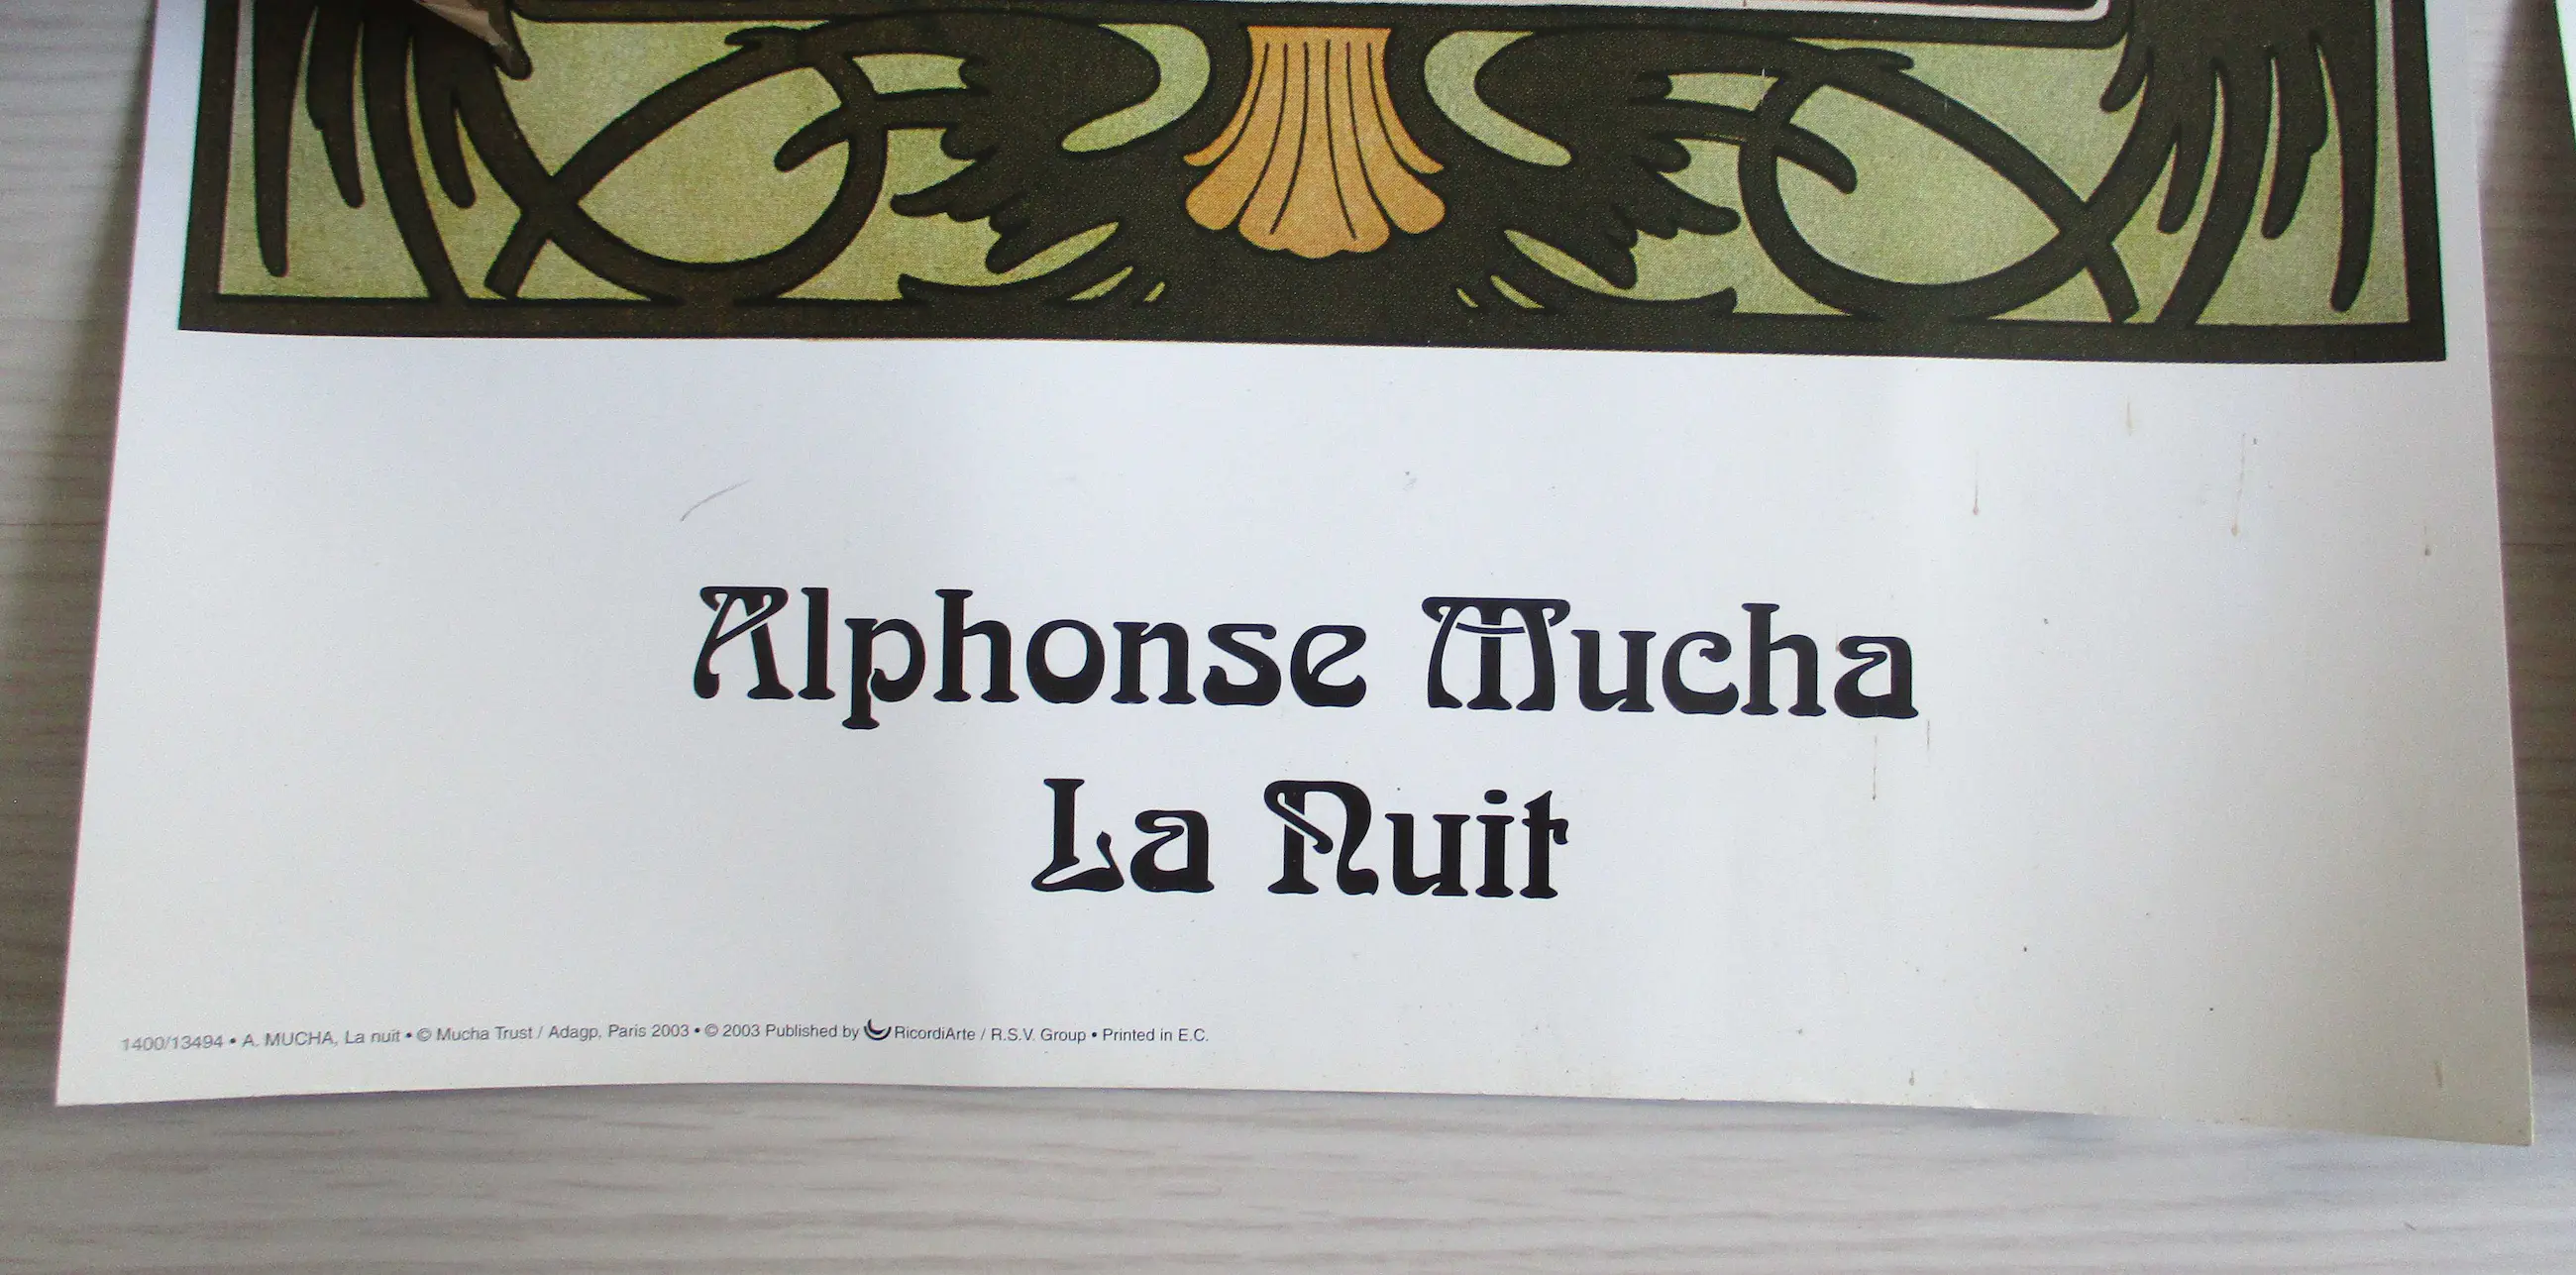 Alphonse Mucha
La Nuit
1400/13494 • A. MUCHA, La nuit • © Mucha Trust / Adagp, Paris 2003 • © 2003 Published by RicordiArte / R.S.V. Group • Printed in E.C.